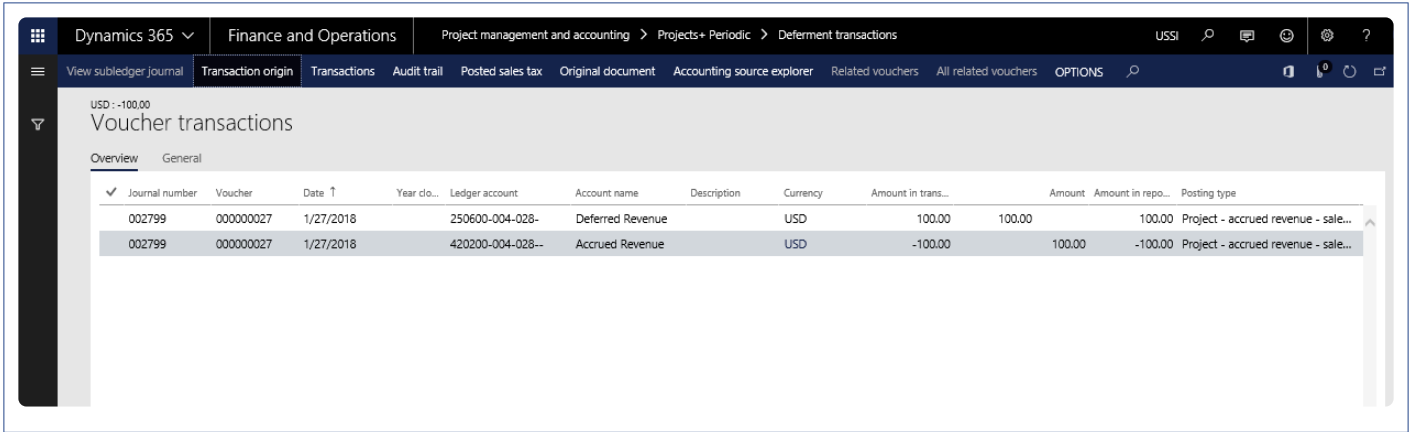 Dynamics 365 Finance and Operations Project management and accounting > Projects+ Periodic > Deferment transactions USSI ?
View subledger journal Transaction origin Transactions Audit trail Posted sales tax Original document Accounting source explorer Related vouchers All related vouchers OPTIONS 0
USD : -100,00
Voucher transactions
Overview General
Journal number Voucher Date ↑ Year clo... Ledger account Account name Description Currency Amount in trans... Amount Amount in repo... Posting type
002799 000000027 1/27/2018 250600-004-028- Deferred Revenue USD 100.00 100.00 100.00 Project - accrued revenue - sale...
002799 000000027 1/27/2018 420200-004-028-- Accrued Revenue USD -100.00 100.00 -100.00 Project - accrued revenue - sale...